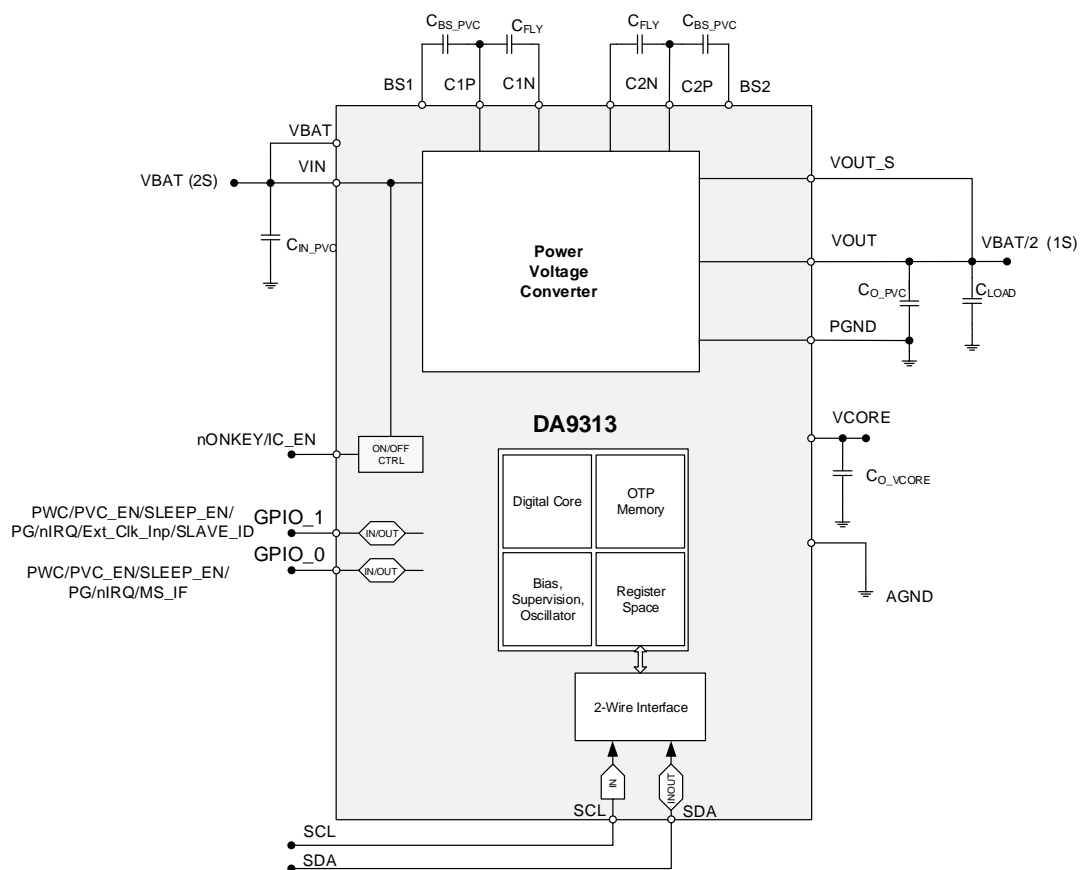 CBS_PVC
CFLY
CFLY
CBS_PVC
BS1
C1P
C1N
C2N
C2P
BS2
VBAT
VIN
VBAT (2S)
CIN_PVC
Power
Voltage
Converter
VOUT_S
VOUT
VBAT/2 (1S)
CO_PVC
CLOAD
PGND
DA9313
nONKEY/IC_EN
ON/OFF
CTRL
VCORE
CO_VCORE
Digital Core
OTP
Memory
PWC/PVC_EN/SLEEP_EN/
PG/nIRQ/Ext_Clk_Inp/SLAVE_ID
GPIO_1
IN/OUT
GPIO_0
IN/OUT
PWC/PVC_EN/SLEEP_EN/
PG/nIRQ/MS_IF
Bias,
Supervision,
Oscillator
Register
Space
AGND
2-Wire Interface
IN
INOUT
SCL
SDA
SCL
SDA